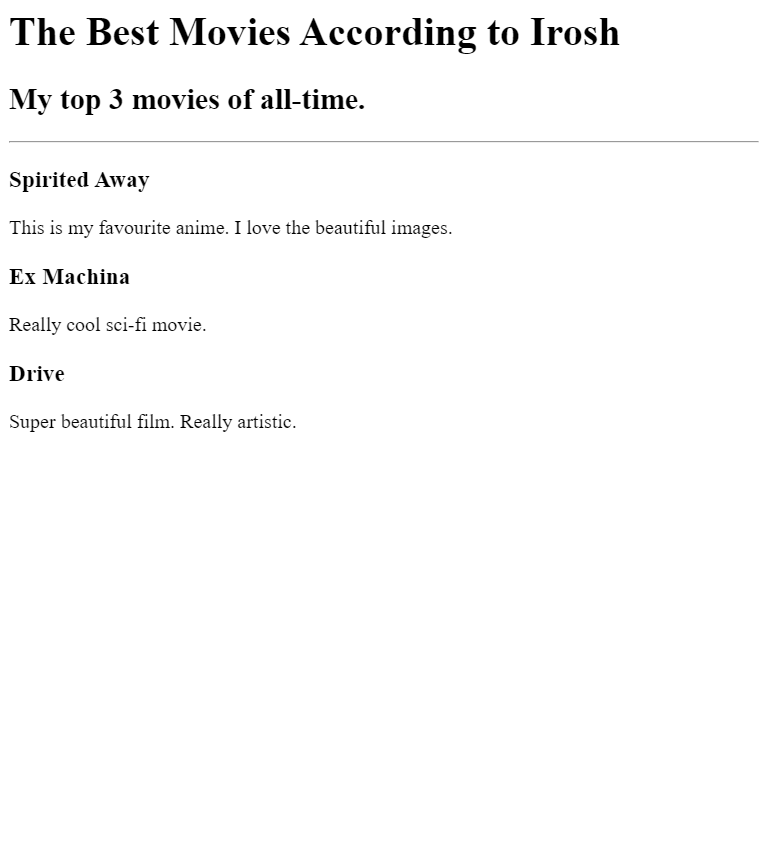 The Best Movies According to Irosh
My top 3 movies of all-time.
Spirited Away
This is my favourite anime. I love the beautiful images.
Ex Machina
Really cool sci-fi movie.
Drive
Super beautiful film. Really artistic.